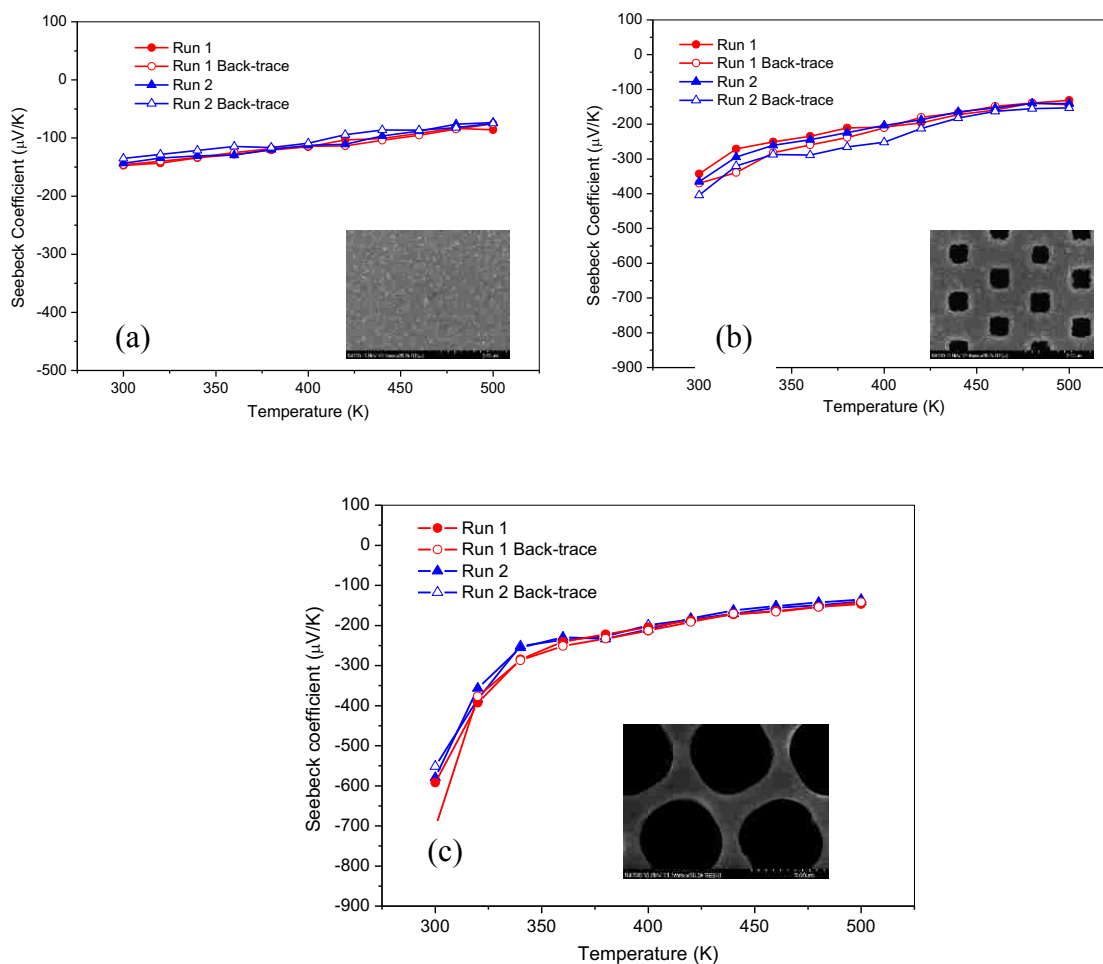 100
0
-100
-200
-300
-400
-500
Seebeck Coefficient (μV/K)
Run 1
Run 1 Back-trace
Run 2
Run 2 Back-trace
(a)
300 350 400 450 500
Temperature (K)
100
0
-100
-200
-300
-400
-500
-600
-700
-800
-900
Seebeck Coefficient (μV/K)
Run 1
Run 1 Back-trace
Run 2
Run 2 Back-trace
(b)
300 350 400 450 500
Temperature (K)
100
0
-100
-200
-300
-400
-500
-600
-700
-800
-900
Seebeck coefficient (μV/K)
Run 1
Run 1 Back-trace
Run 2
Run 2 Back-trace
(c)
300 350 400 450 500
Temperature (K)